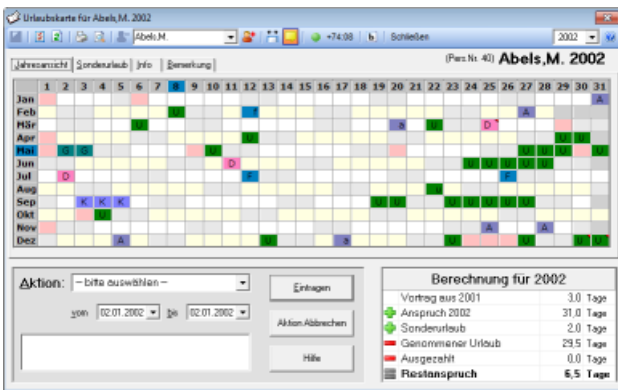 Urlaubskarte für Abels,M. 2002
Abels,M. +74:08 Schließen 2002
Jahresansicht Sonderurlaub Info Bemerkung (Pers.Nr. 40) Abels,M. 2002
1 2 3 4 5 6 7 8 9 10 11 12 13 14 15 16 17 18 19 20 21 22 23 24 25 26 27 28 29 30 31
Jan A
Feb U f A
Mär U a U D
Apr U U U
Mai G G U U U U U
Jun D U U U U U
Jul D F F
Aug U
Sep K K K U U U U U U U
Okt U
Nov A A
Dez A U a U U U
Aktion: – bitte auswählen –
vom 02.01.2002 bis 02.01.2002
Eintragen
Aktion Abbrechen
Hilfe
Berechnung für 2002
Vortrag aus 2001 3,0 Tage
Anspruch 2002 31,0 Tage
Sonderurlaub 2,0 Tage
Genommener Urlaub 29,5 Tage
Ausgezahlt 0,0 Tage
Restanspruch 6,5 Tage